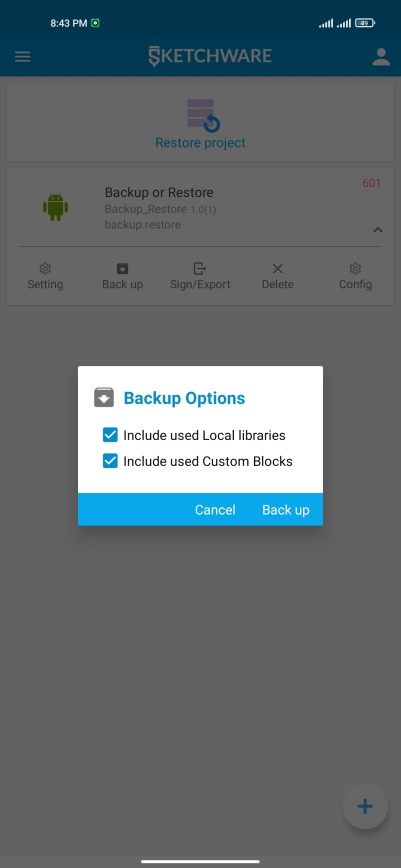 8:43 PM
49
SKETCHWARE
Restore project
601
Backup or Restore
Backup_Restore 1.0(1)
backup.restore
Setting
Back up
Sign/Export
Delete
Config
Backup Options
Include used Local libraries
Include used Custom Blocks
Cancel
Back up